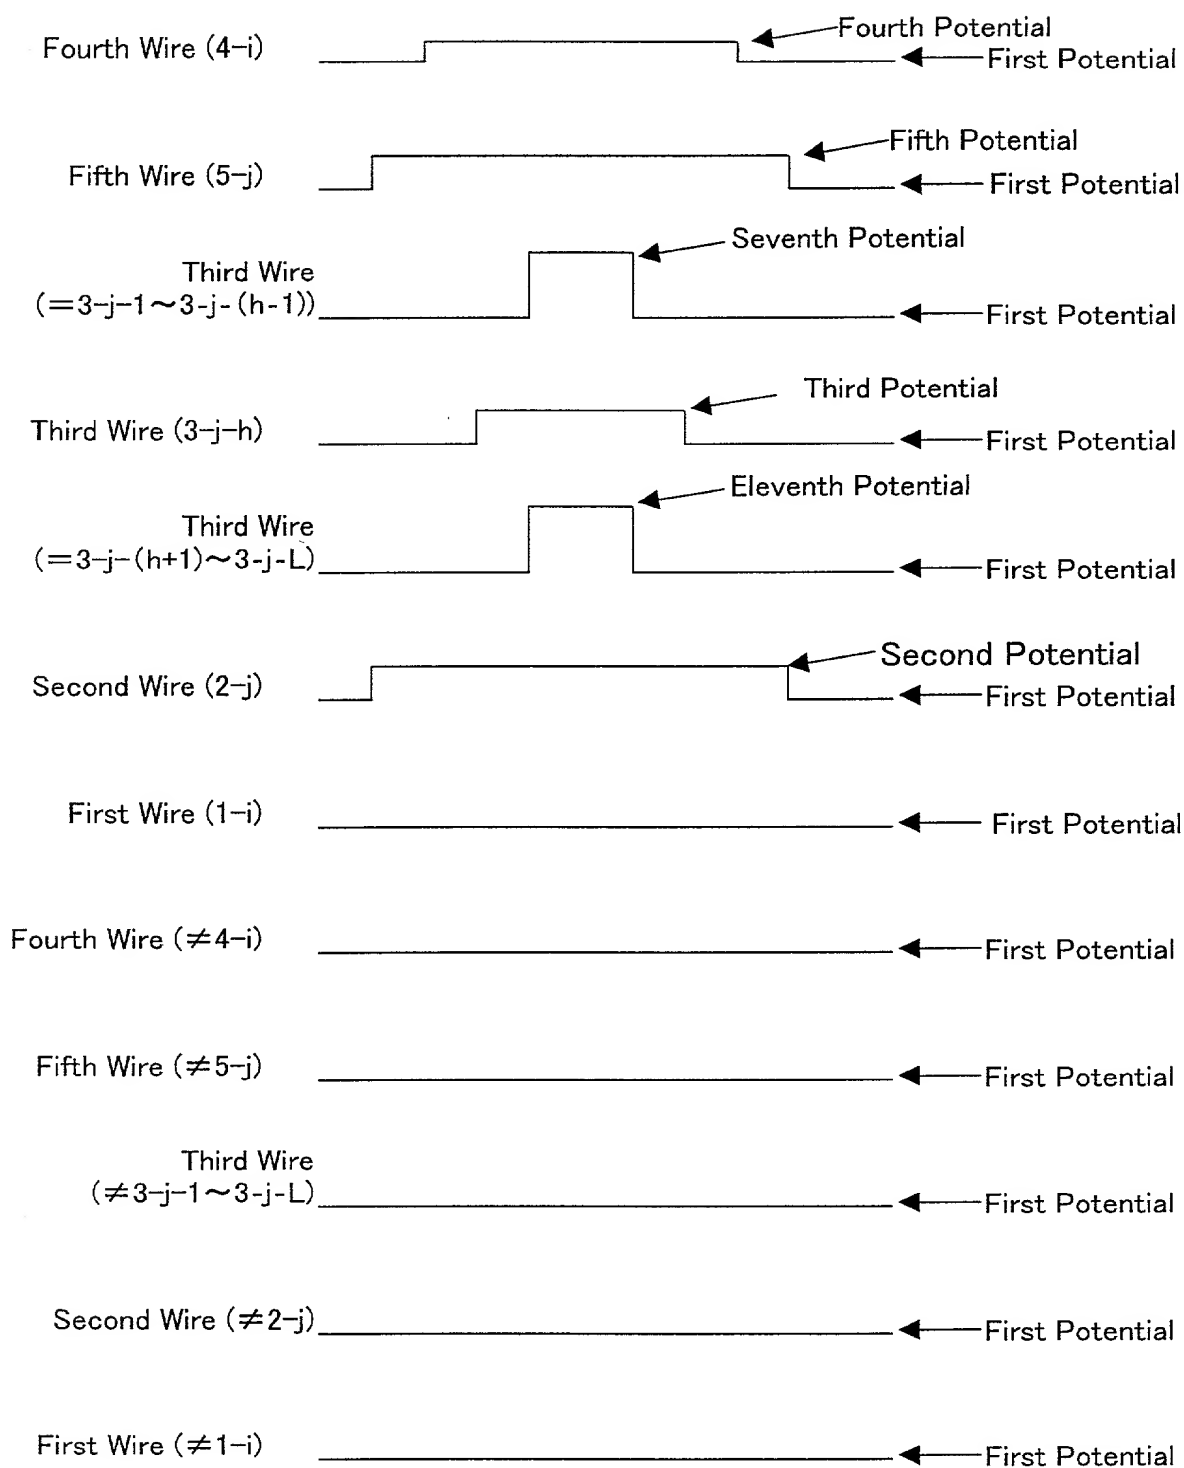 Fourth Wire (4-i)
Fourth Potential
First Potential
Fifth Wire (5-j)
Fifth Potential
First Potential
Third Wire
(=3-j-1~3-j-(h-1))
Seventh Potential
First Potential
Third Wire (3-j-h)
Third Potential
First Potential
Third Wire
(=3-j-(h+1)~3-j-L)
Eleventh Potential
First Potential
Second Wire (2-j)
Second Potential
First Potential
First Wire (1-i)
First Potential
Fourth Wire (≠4-i)
First Potential
Fifth Wire (≠5-j)
First Potential
Third Wire
(≠3-j-1~3-j-L)
First Potential
Second Wire (≠2-j)
First Potential
First Wire (≠1-i)
First Potential